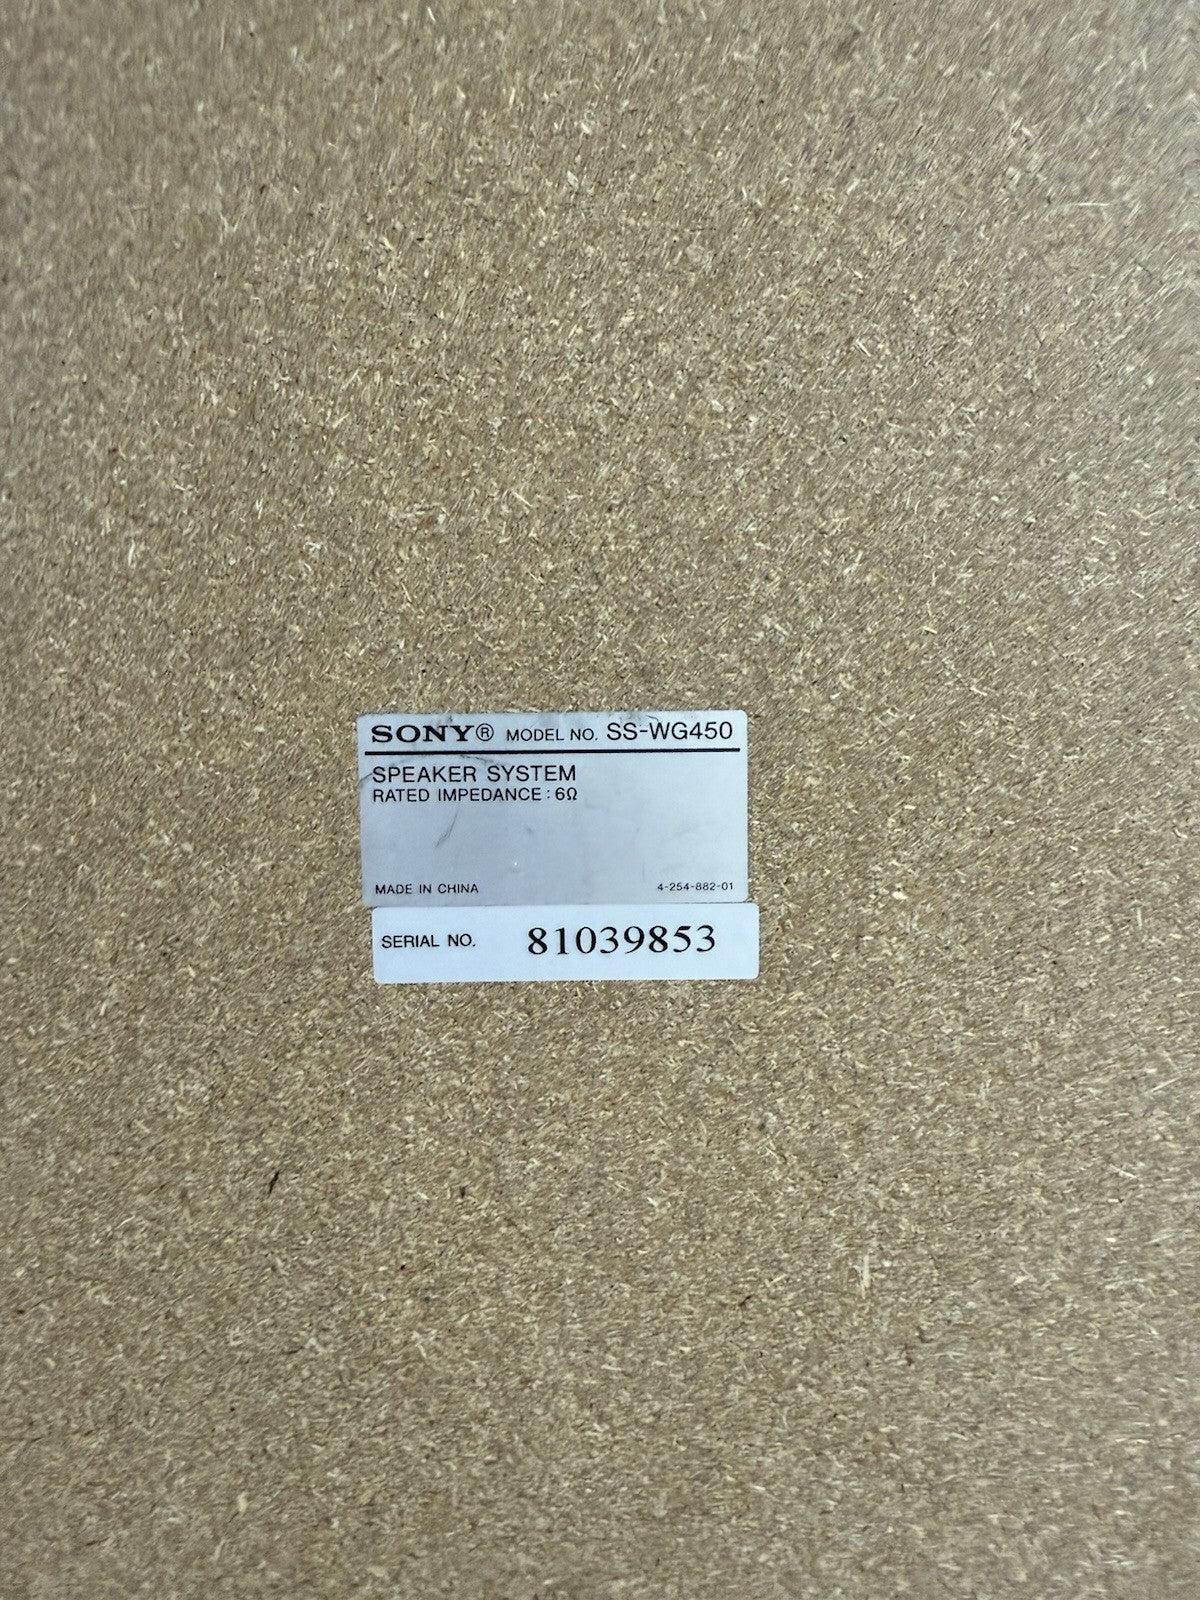 SONY® MODEL NO. SS-WG450
SPEAKER SYSTEM
RATED IMPEDANCE : 6Ω
MADE IN CHINA 4-254-882-01
SERIAL NO. 81039853